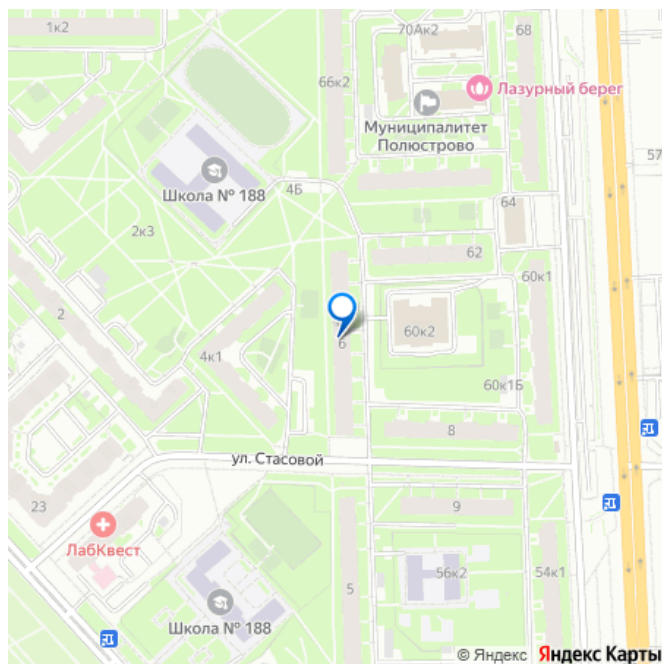 1к2
70Ак2
68
66к2
Лазурный берег
Муниципалитет
Полюстрово
57
Школа № 188
4Б
64
2к3
62
60к1
2
60к2
6
4к1
60к1Б
8
ул. Стасовой
23
9
ЛабКвест
5
56к2
54к1
Школа № 188
© Яндекс Яндекс Карты